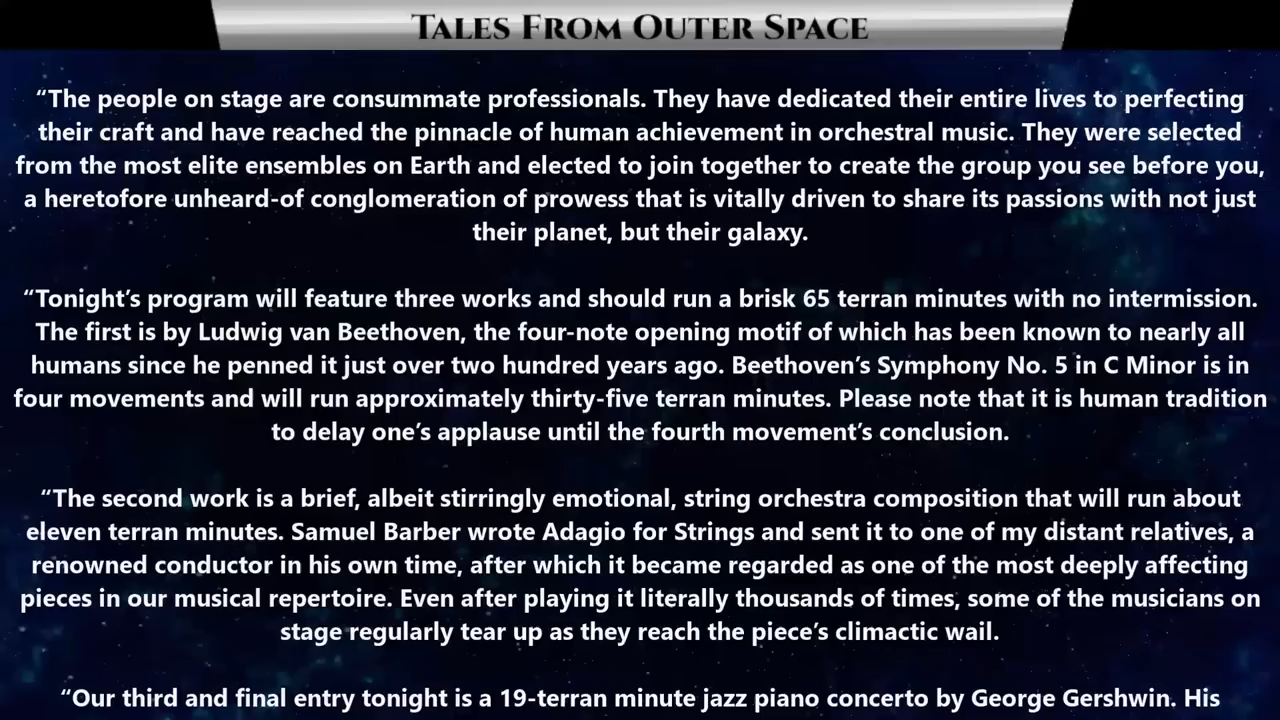 Tales From Outer Space
“The people on stage are consummate professionals. They have dedicated their entire lives to perfecting
their craft and have reached the pinnacle of human achievement in orchestral music. They were selected
from the most elite ensembles on Earth and elected to join together to create the group you see before you,
a heretofore unheard-of conglomeration of prowess that is vitally driven to share its passions with not just
their planet, but their galaxy.
“Tonight’s program will feature three works and should run a brisk 65 terran minutes with no intermission.
The first is by Ludwig van Beethoven, the four-note opening motif of which has been known to nearly all
humans since he penned it just over two hundred years ago. Beethoven’s Symphony No. 5 in C Minor is in
four movements and will run approximately thirty-five terran minutes. Please note that it is human tradition
to delay one’s applause until the fourth movement’s conclusion.
“The second work is a brief, albeit stirringly emotional, string orchestra composition that will run about
eleven terran minutes. Samuel Barber wrote Adagio for Strings and sent it to one of my distant relatives, a
renowned conductor in his own time, after which it became regarded as one of the most deeply affecting
pieces in our musical repertoire. Even after playing it literally thousands of times, some of the musicians on
stage regularly tear up as they reach the piece’s climactic wail.
“Our third and final entry tonight is a 19-terran minute jazz piano concerto by George Gershwin. His